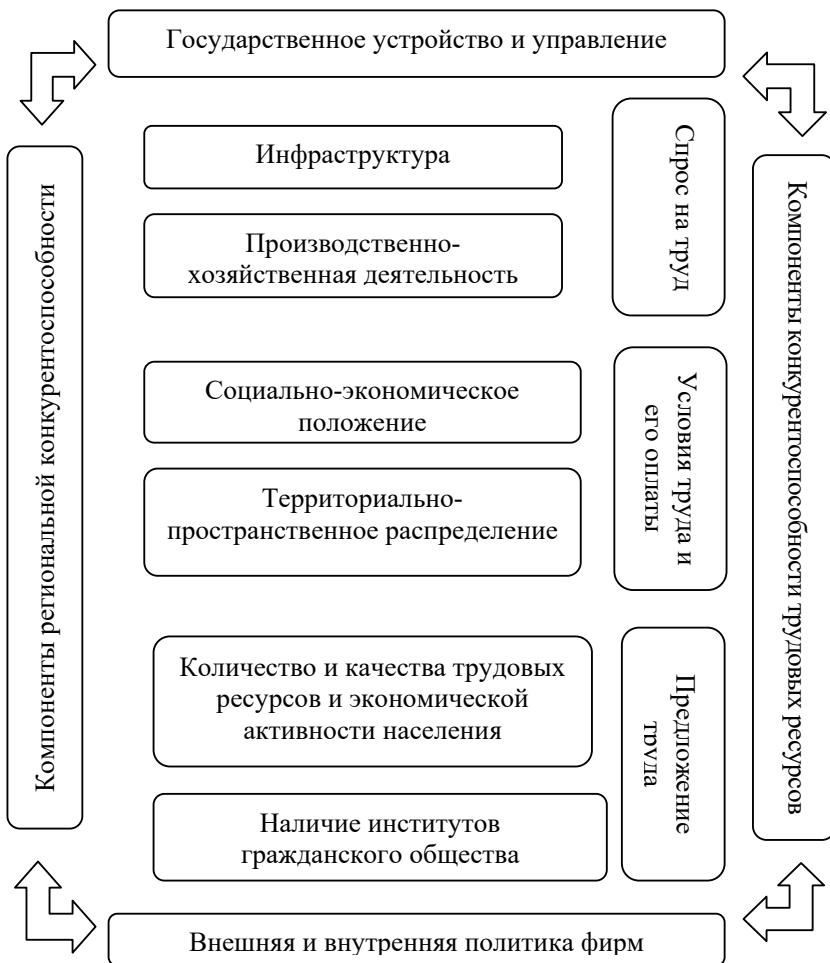 Государственное устройство и управление
Компоненты региональной конкурентоспособности
Инфраструктура
Производственно-
хозяйственная деятельность
Спрос на труд
Социально-экономическое
положение
Территориально-
пространственное распределение
Условия труда и
его оплаты
Количество и качества трудовых
ресурсов и экономической
активности населения
Наличие институтов
гражданского общества
Предложение
труда
Компоненты конкурентоспособности трудовых ресурсов
Внешняя и внутренняя политика фирм